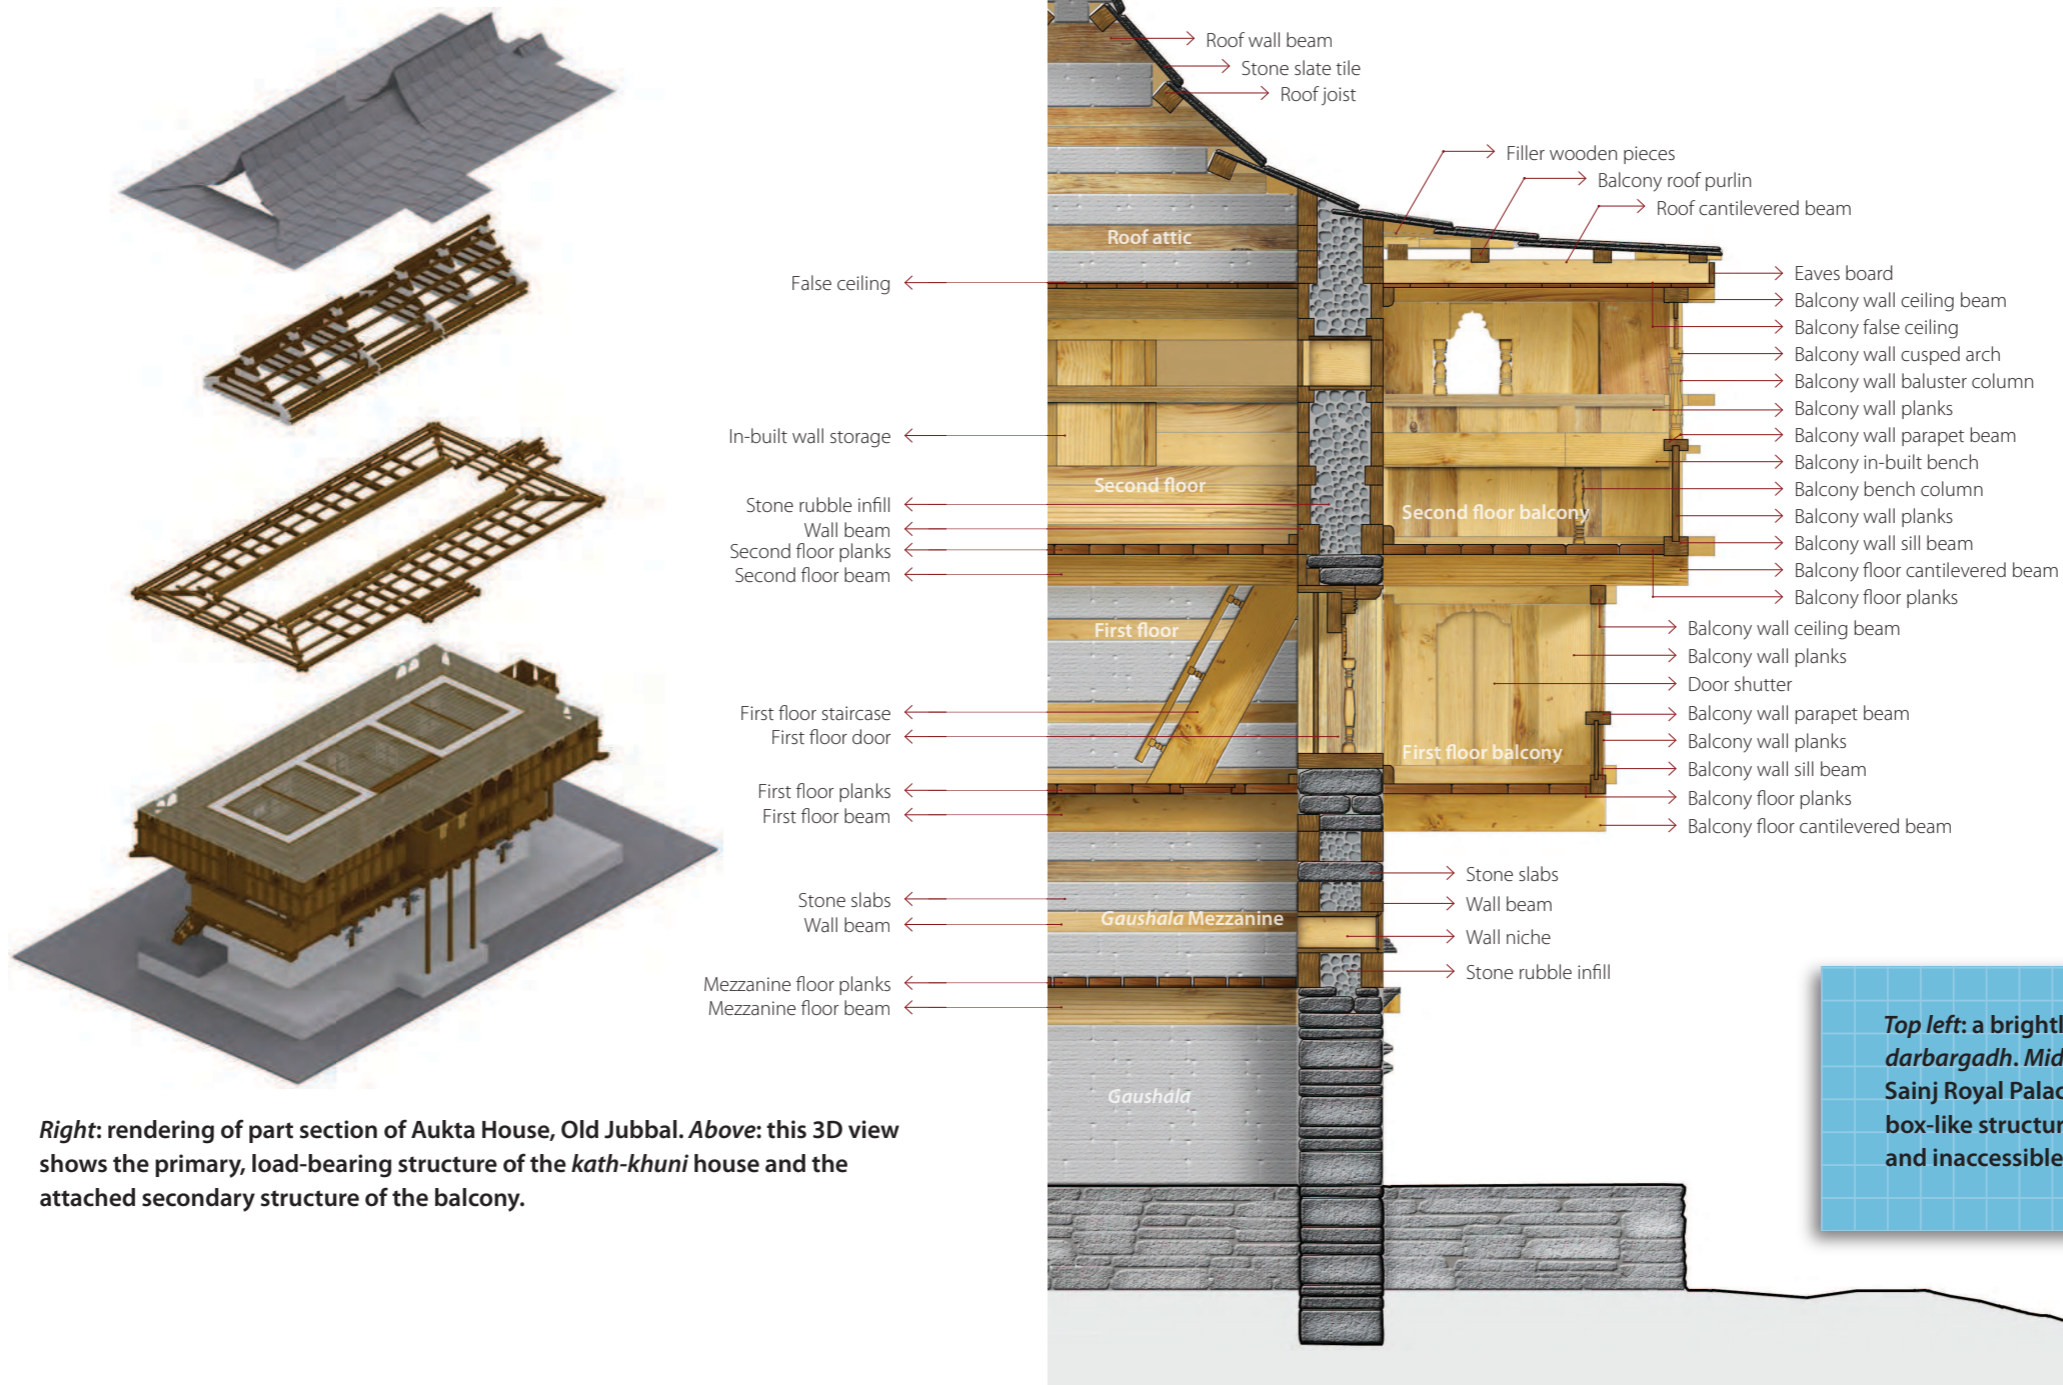 Roof wall beam
Stone slate tile
Roof joist
Filler wooden pieces
Balcony roof purlin
Roof cantilevered beam
Roof attic
False ceiling
In-built wall storage
Second floor
Stone rubble infill
Wall beam
Second floor planks
Second floor beam
First floor
First floor staircase
First floor door
First floor planks
First floor beam
Stone slabs
Gaushala Mezzanine
Wall beam
Mezzanine floor planks
Mezzanine floor beam
Gaushala
Eaves board
Balcony wall ceiling beam
Balcony false ceiling
Balcony wall cusped arch
Balcony wall baluster column
Balcony wall planks
Balcony wall parapet beam
Balcony in-built bench
Balcony bench column
Second floor balcony
Balcony wall planks
Balcony wall sill beam
Balcony floor cantilevered beam
Balcony floor planks
Balcony wall ceiling beam
Balcony wall planks
Door shutter
Balcony wall parapet beam
Balcony wall planks
First floor balcony
Balcony wall sill beam
Balcony floor planks
Balcony floor cantilevered beam
Stone slabs
Wall beam
Wall niche
Stone rubble infill
Right: rendering of part section of Aukta House, Old Jubbal. Above: this 3D view
shows the primary, load-bearing structure of the kath-khuni house and the
attached secondary structure of the balcony.
Top left: a
darbargadh.
Sainj Royal
box-like
and inaccessible